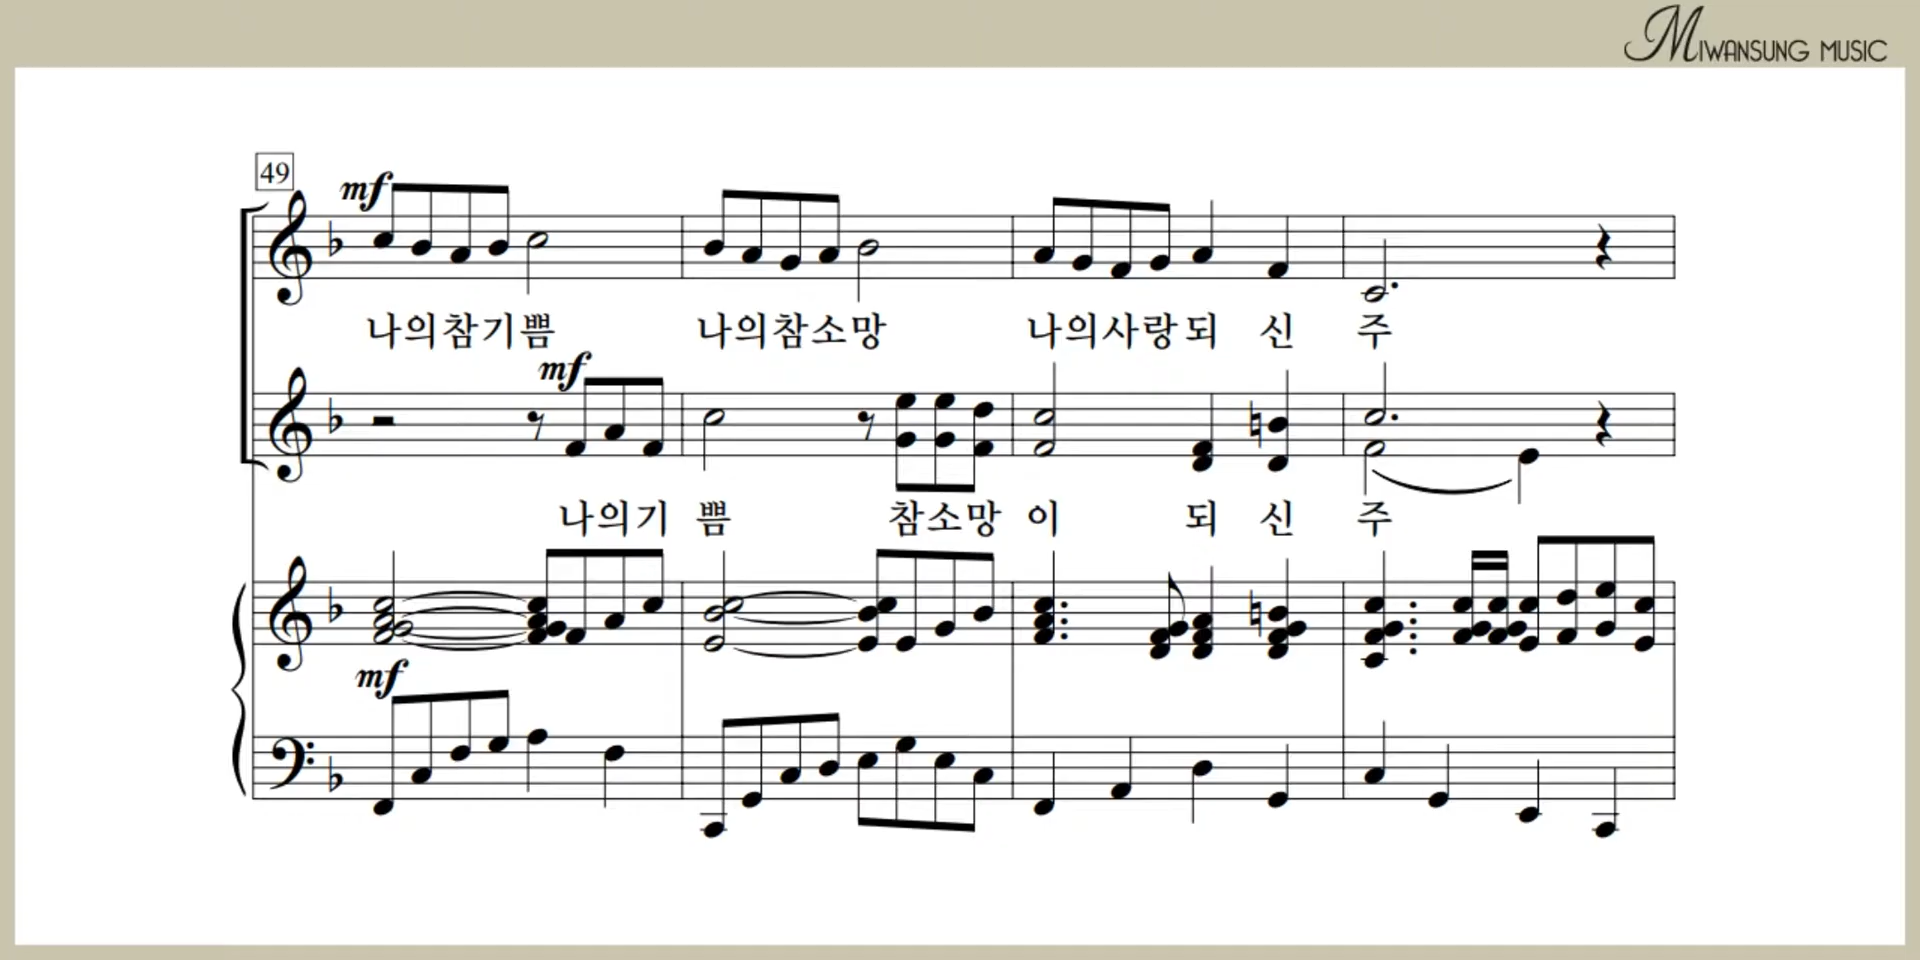 MIWANSUNG MUSIC
49
mf
나의참기쁨 나의참소망 나의사랑되 신 주
mf
나의기 쁨 참소망 이 되 신 주
mf